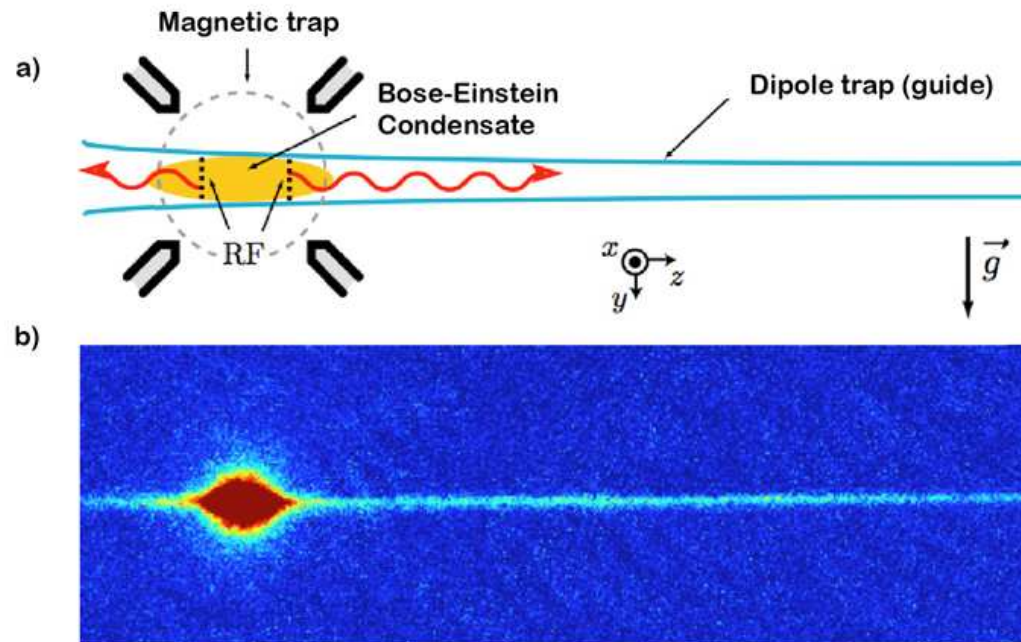 Magnetic trap
a)
Bose-Einstein
Condensate
Dipole trap (guide)
RF
x
z
y
g
b)